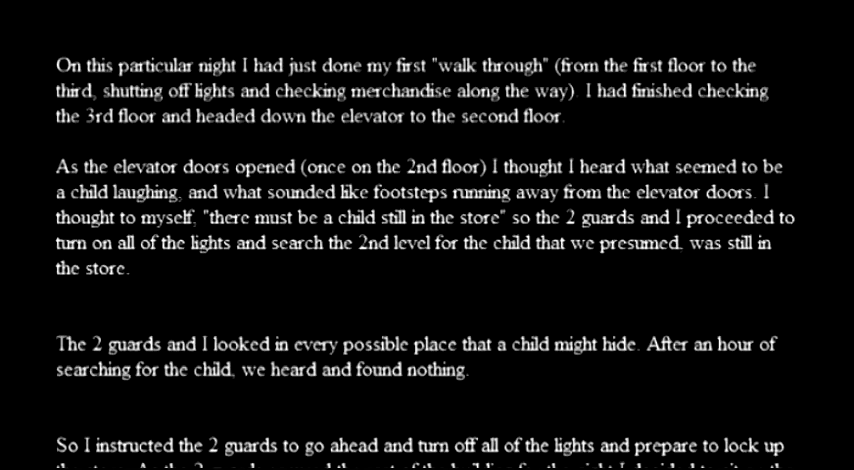 On this particular night I had just done my first "walk through" (from the first floor to the
third, shutting off lights and checking merchandise along the way). I had finished checking
the 3rd floor and headed down the elevator to the second floor.
As the elevator doors opened (once on the 2nd floor) I thought I heard what seemed to be
a child laughing, and what sounded like footsteps running away from the elevator doors. I
thought to myself, "there must be a child still in the store" so the 2 guards and I proceeded to
turn on all of the lights and search the 2nd level for the child that we presumed, was still in
the store.
The 2 guards and I looked in every possible place that a child might hide. After an hour of
searching for the child, we heard and found nothing.
So I instructed the 2 guards to go ahead and turn off all of the lights and prepare to lock up